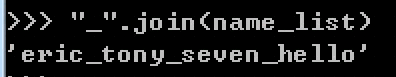 >>> "_".join(name_list)
'eric_tony_seven_hello'